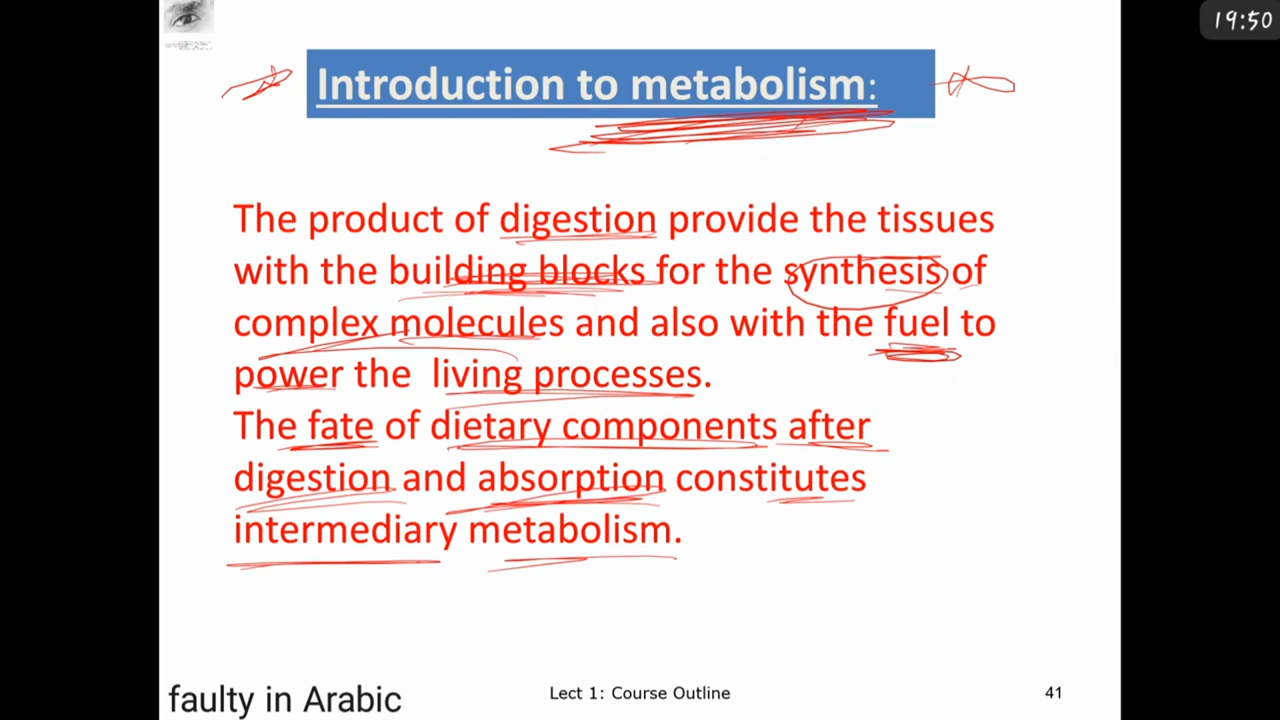 19:50
Introduction to metabolism:
The product of digestion provide the tissues
with the building blocks for the synthesis of
complex molecules and also with the fuel to
power the living processes.
The fate of dietary components after
digestion and absorption constitutes
intermediary metabolism.
faulty in Arabic
Lect 1: Course Outline
41